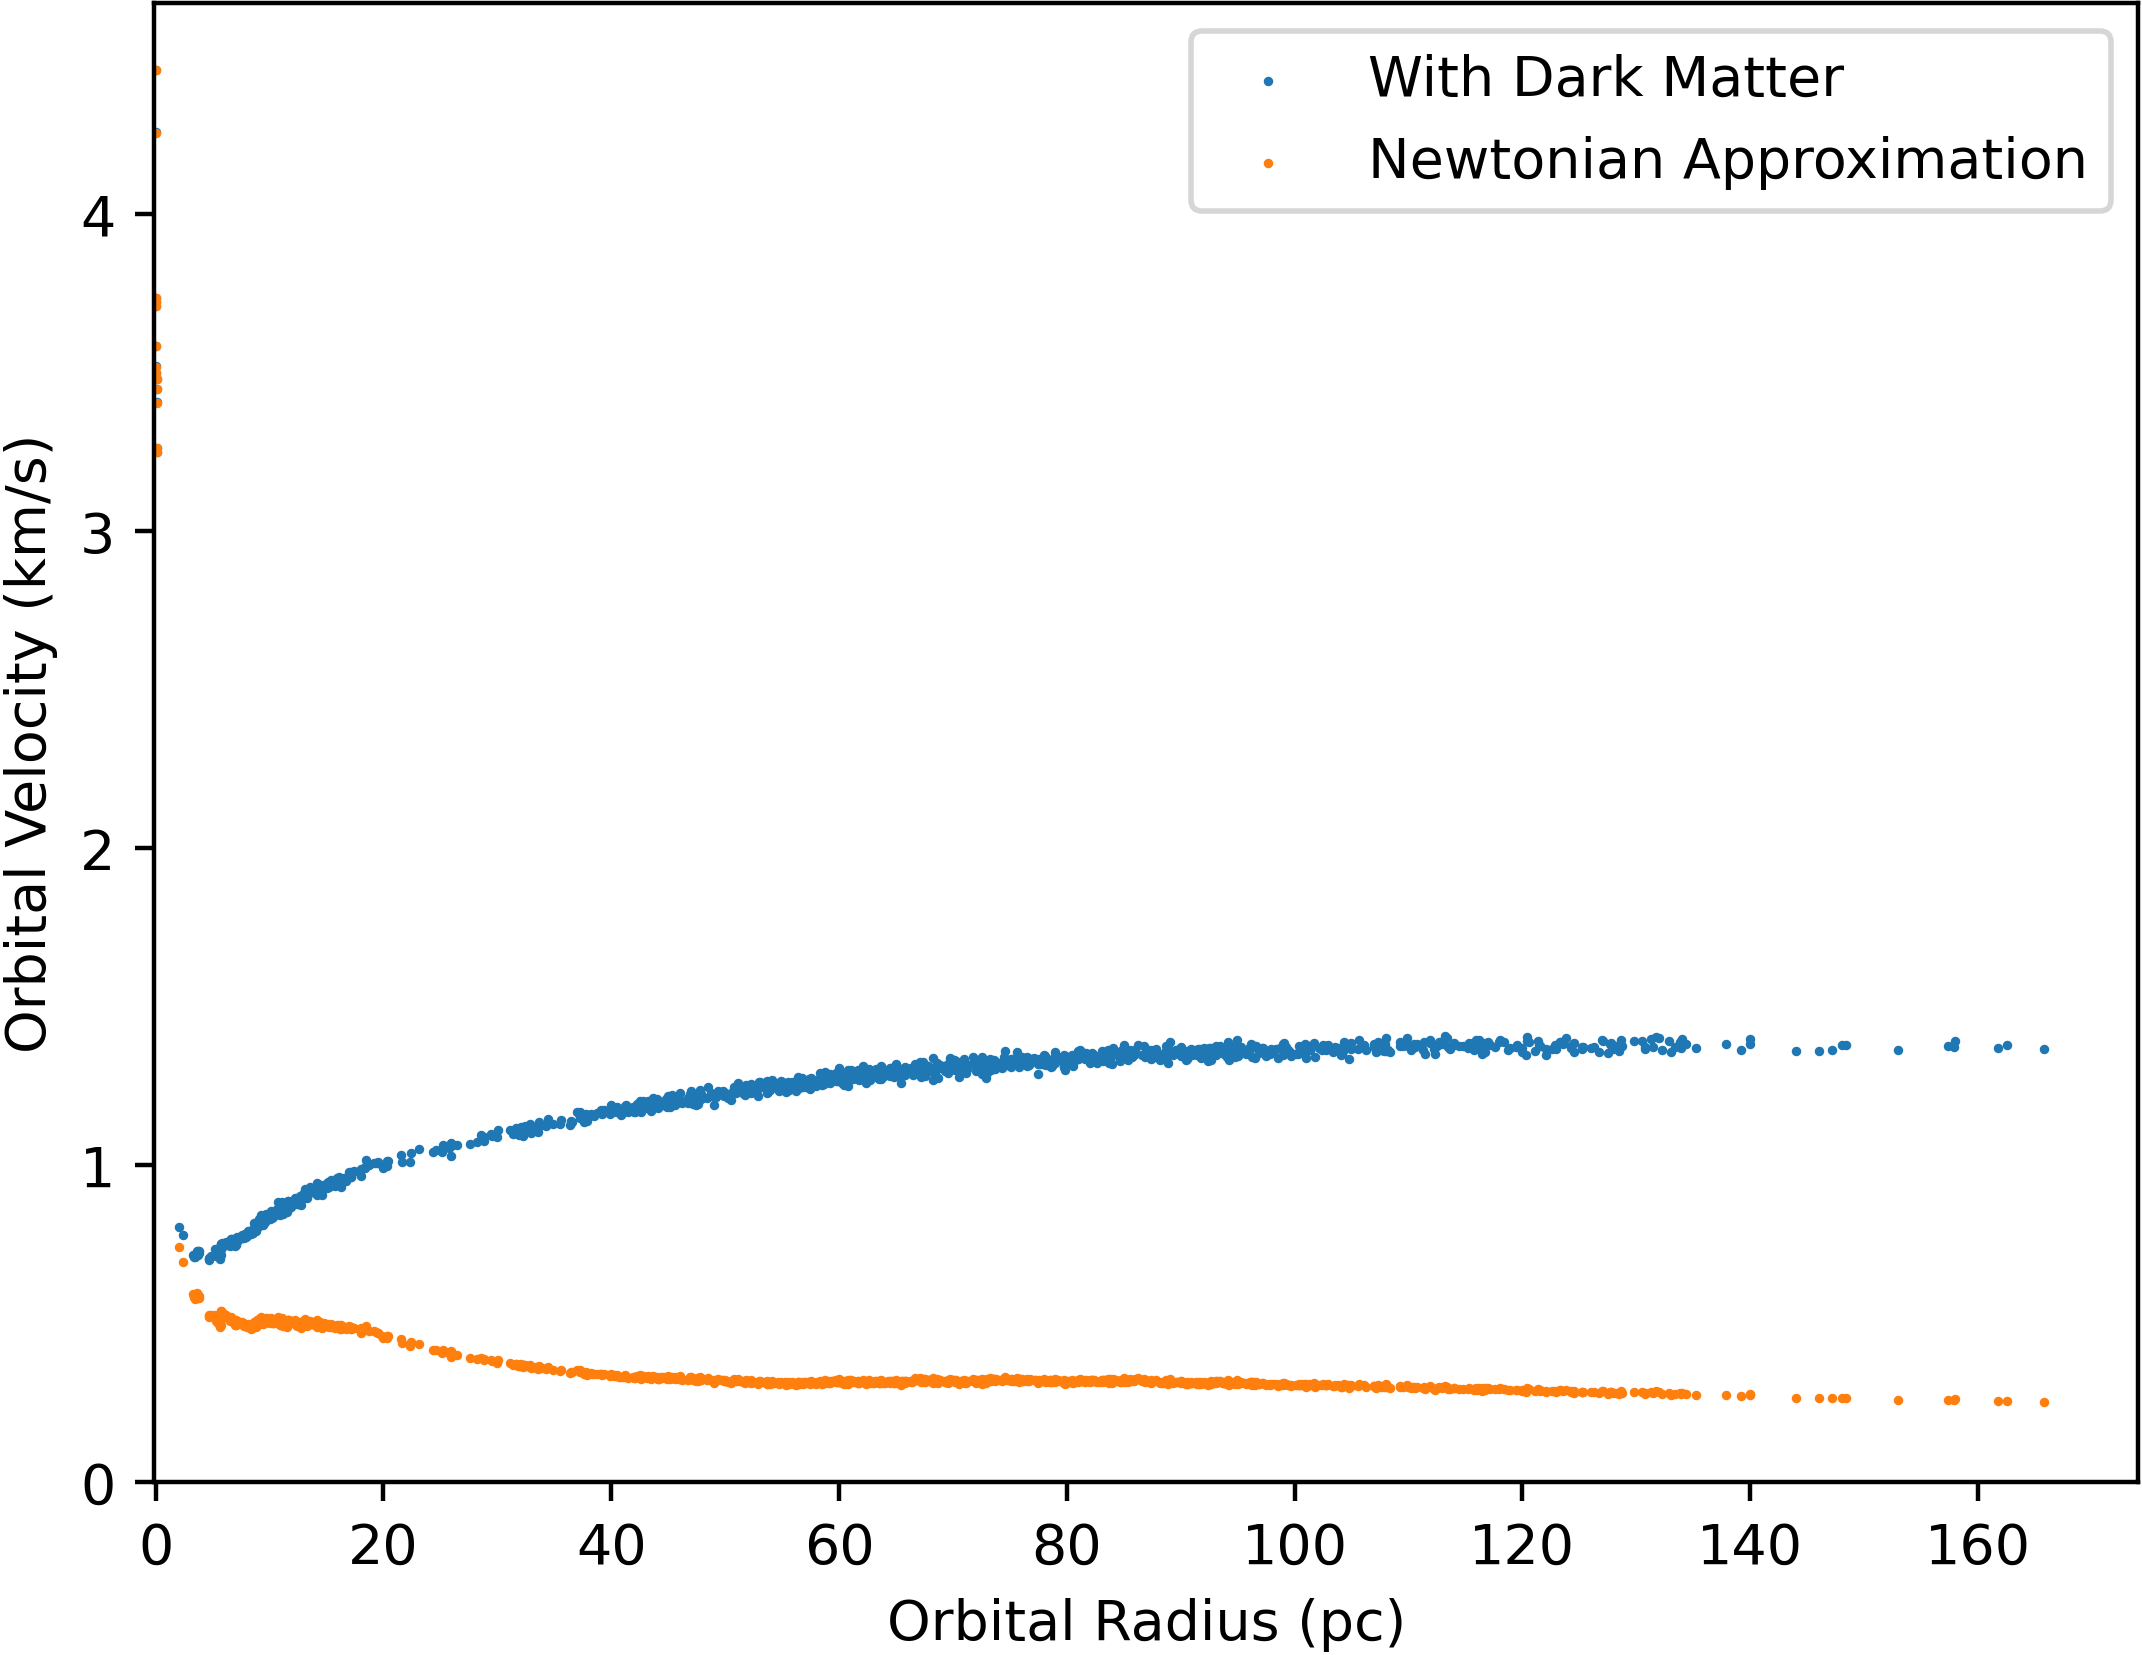 With Dark Matter
Newtonian Approximation
4
3
2
1
0
Orbital Velocity (km/s)
0 20 40 60 80 100 120 140 160
Orbital Radius (pc)